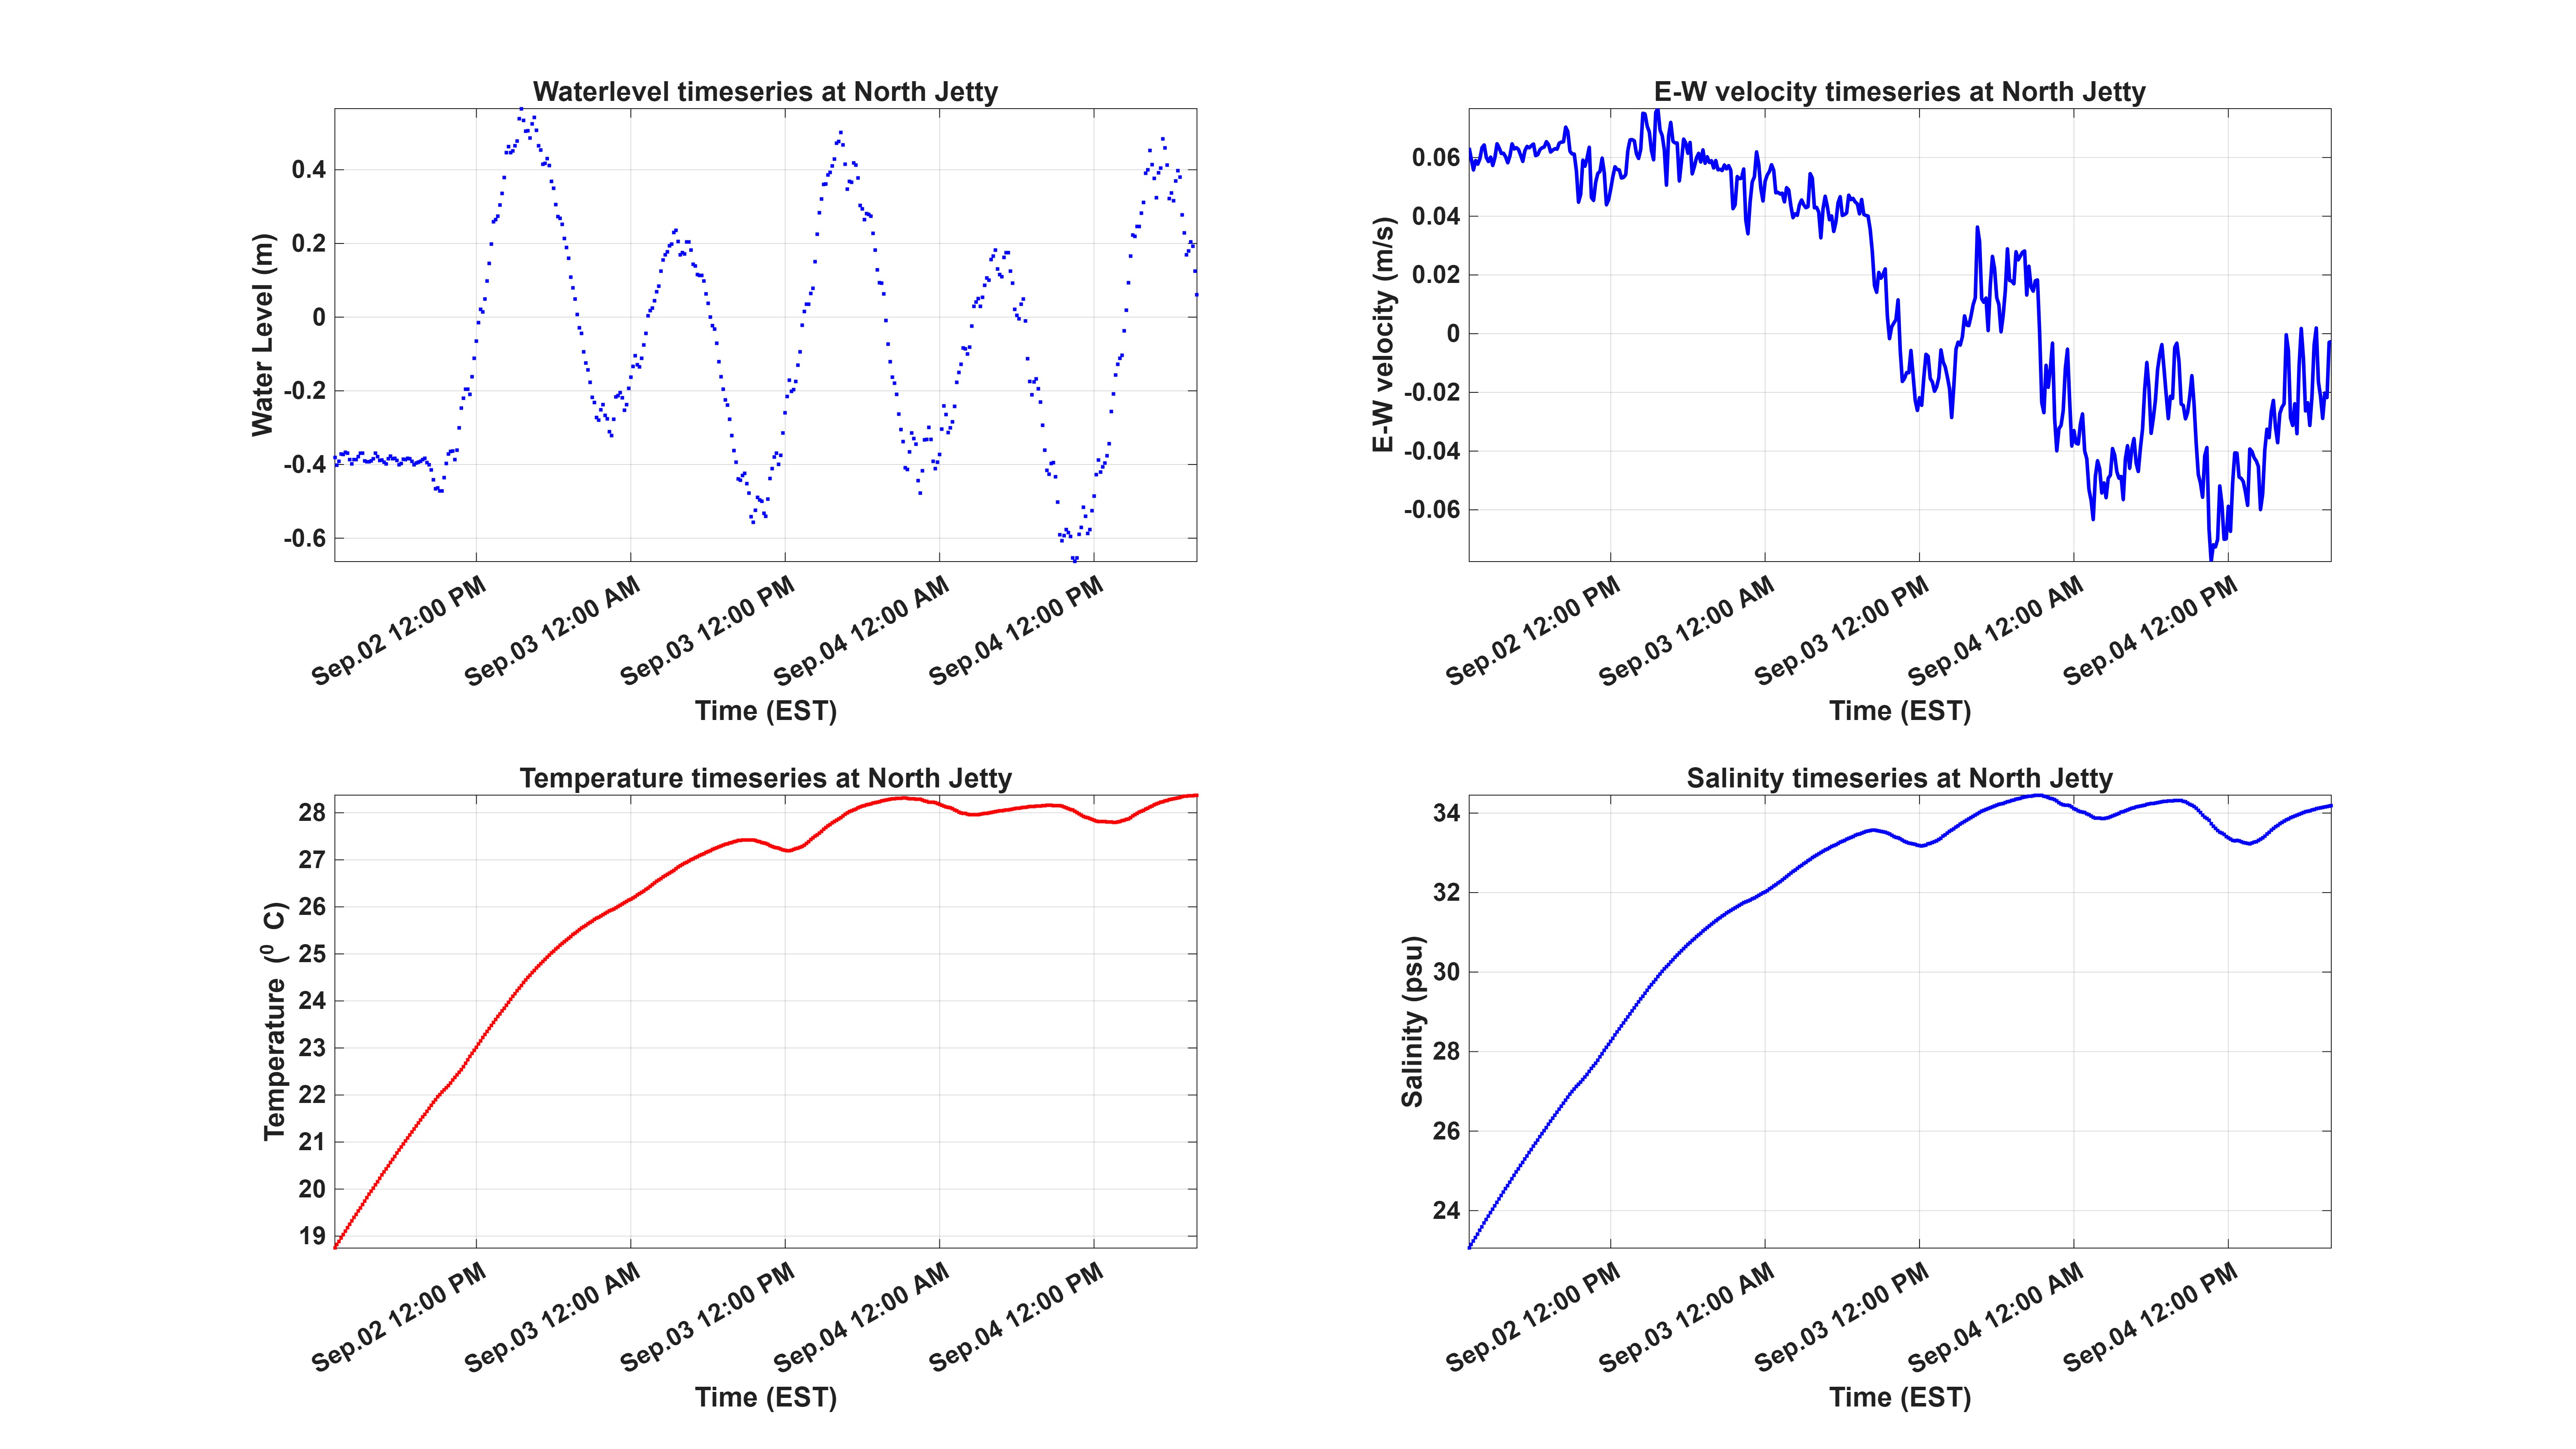 Waterlevel timeseries at North Jetty
Water Level (m)
0.4
0.2
0
-0.2
-0.4
-0.6
Sep.02 12:00 PM
Sep.03 12:00 AM
Sep.03 12:00 PM
Sep.04 12:00 AM
Sep.04 12:00 PM
Time (EST)
E-W velocity timeseries at North Jetty
E-W velocity (m/s)
0.06
0.04
0.02
0
-0.02
-0.04
-0.06
Sep.02 12:00 PM
Sep.03 12:00 AM
Sep.03 12:00 PM
Sep.04 12:00 AM
Sep.04 12:00 PM
Time (EST)
Temperature timeseries at North Jetty
Temperature (⁰ C)
28
27
26
25
24
23
22
21
20
19
Sep.02 12:00 PM
Sep.03 12:00 AM
Sep.03 12:00 PM
Sep.04 12:00 AM
Sep.04 12:00 PM
Time (EST)
Salinity timeseries at North Jetty
Salinity (psu)
34
32
30
28
26
24
Sep.02 12:00 PM
Sep.03 12:00 AM
Sep.03 12:00 PM
Sep.04 12:00 AM
Sep.04 12:00 PM
Time (EST)